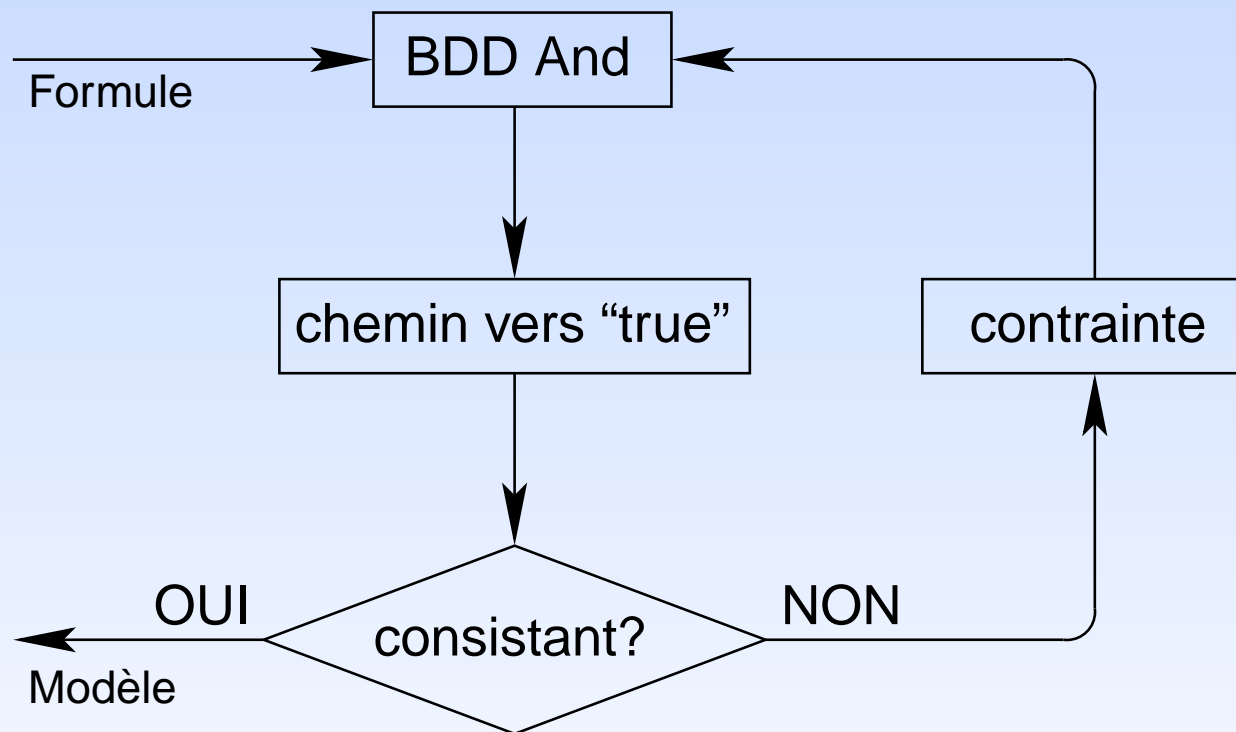 BDD And
Formule
chemin vers “true”
contrainte
OUI
NON
consistant?
Modèle